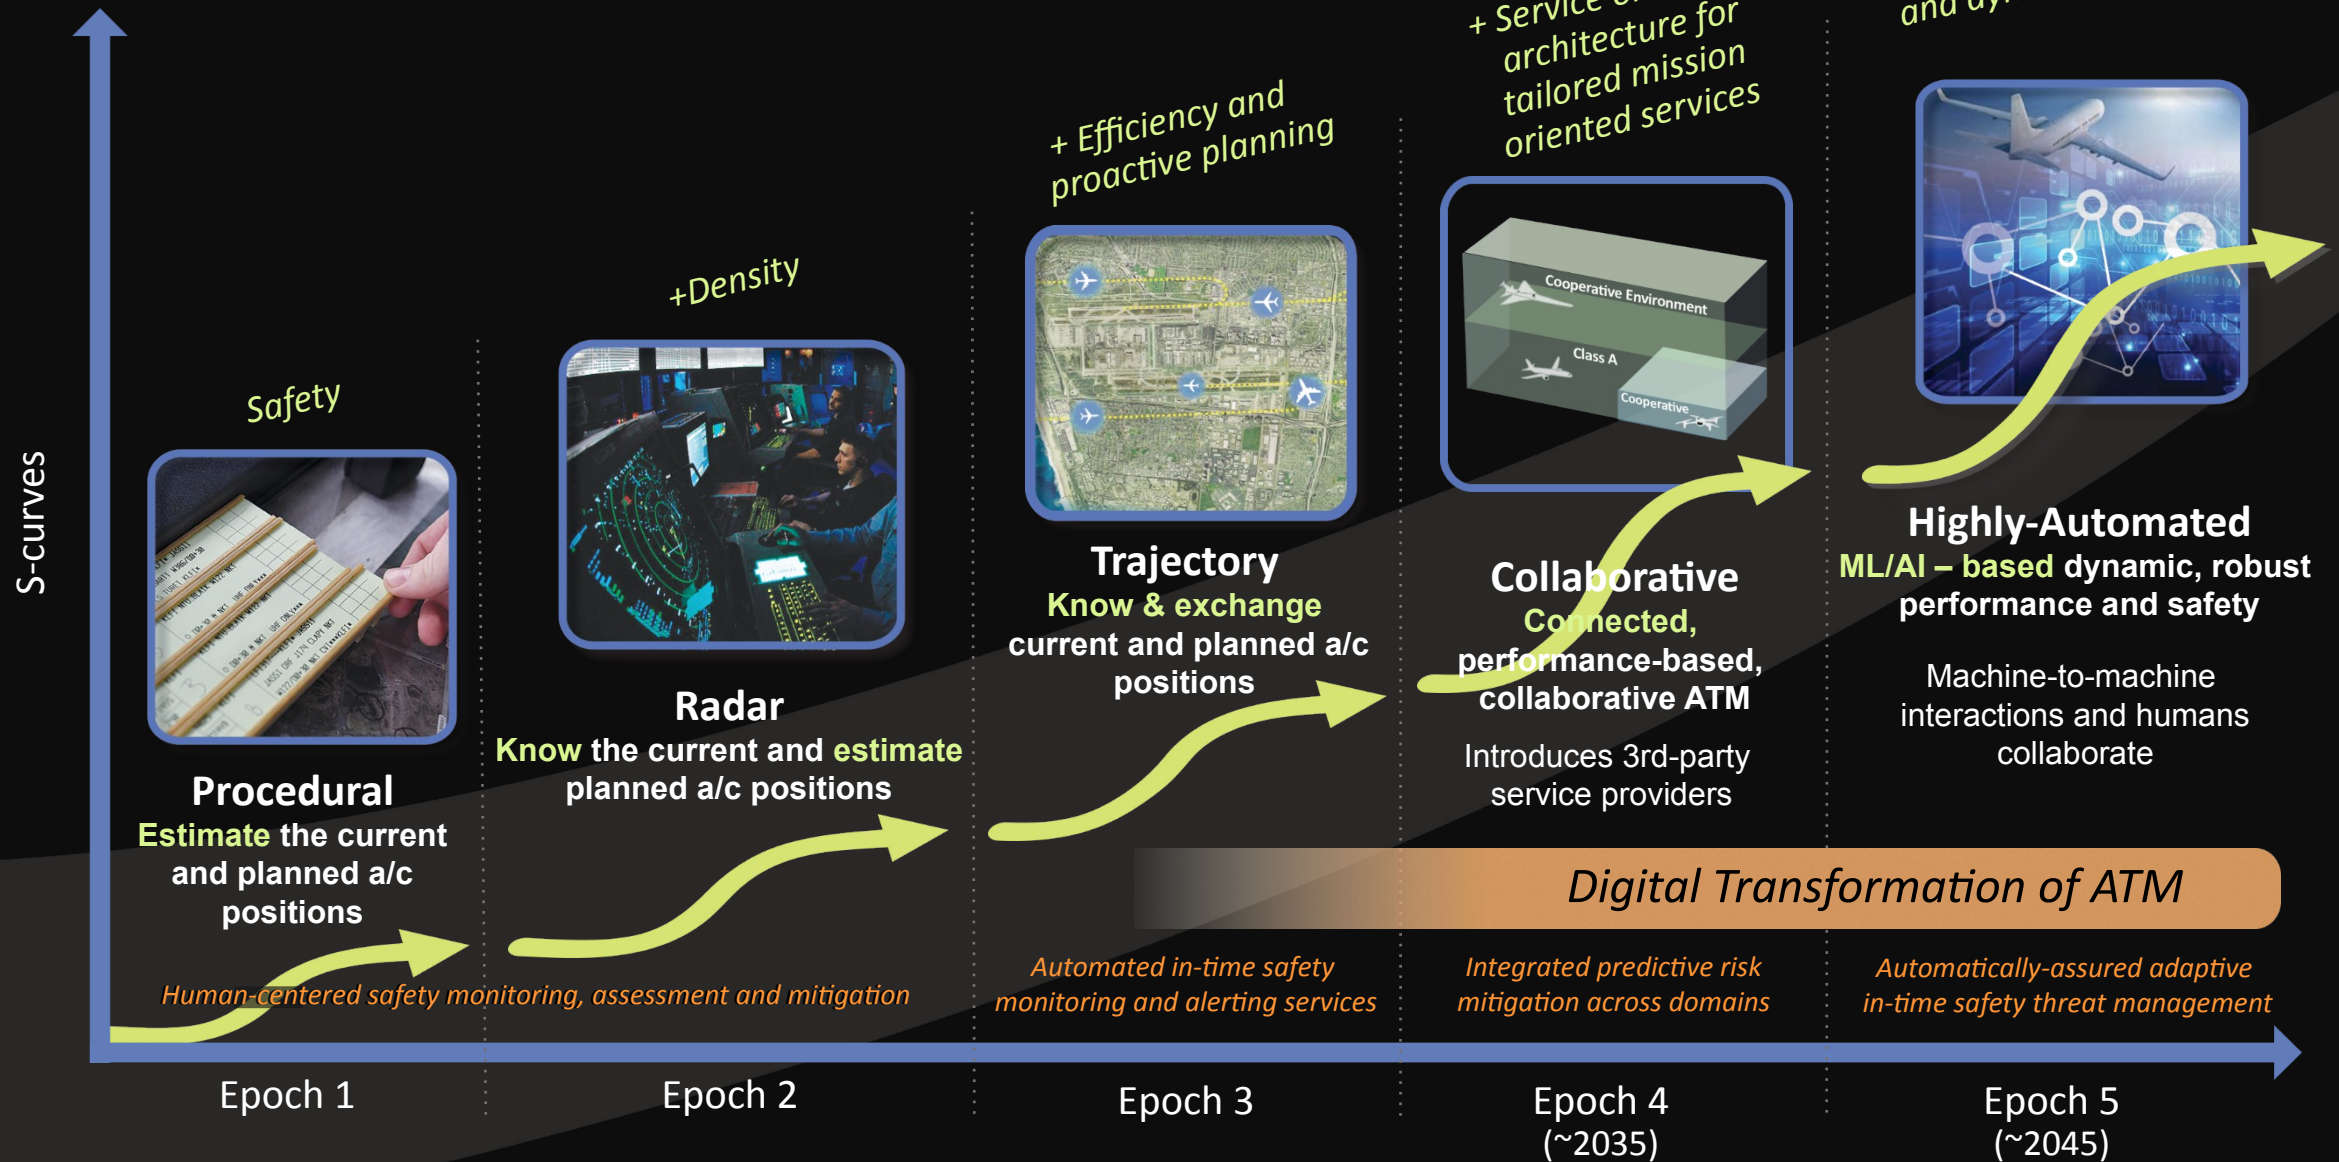 + Service
architecture for
tailored mission
oriented services
and
+ Efficiency and
proactive planning
+Density
Safety
S-curves
Cooperative Environment
Class A
Cooperative
Procedural
Estimate the current
and planned a/c
positions
Radar
Know the current and estimate
planned a/c positions
Trajectory
Know & exchange
current and planned a/c
positions
Collaborative
Connected,
performance-based,
collaborative ATM
Introduces 3rd-party
service providers
Highly-Automated
ML/AI – based dynamic, robust
performance and safety
Machine-to-machine
interactions and humans
collaborate
Digital Transformation of ATM
Human-centered safety monitoring, assessment and mitigation
Automated in-time safety
monitoring and alerting services
Integrated predictive risk
mitigation across domains
Automatically-assured adaptive
in-time safety threat management
Epoch 1
Epoch 2
Epoch 3
Epoch 4
(~2035)
Epoch 5
(~2045)